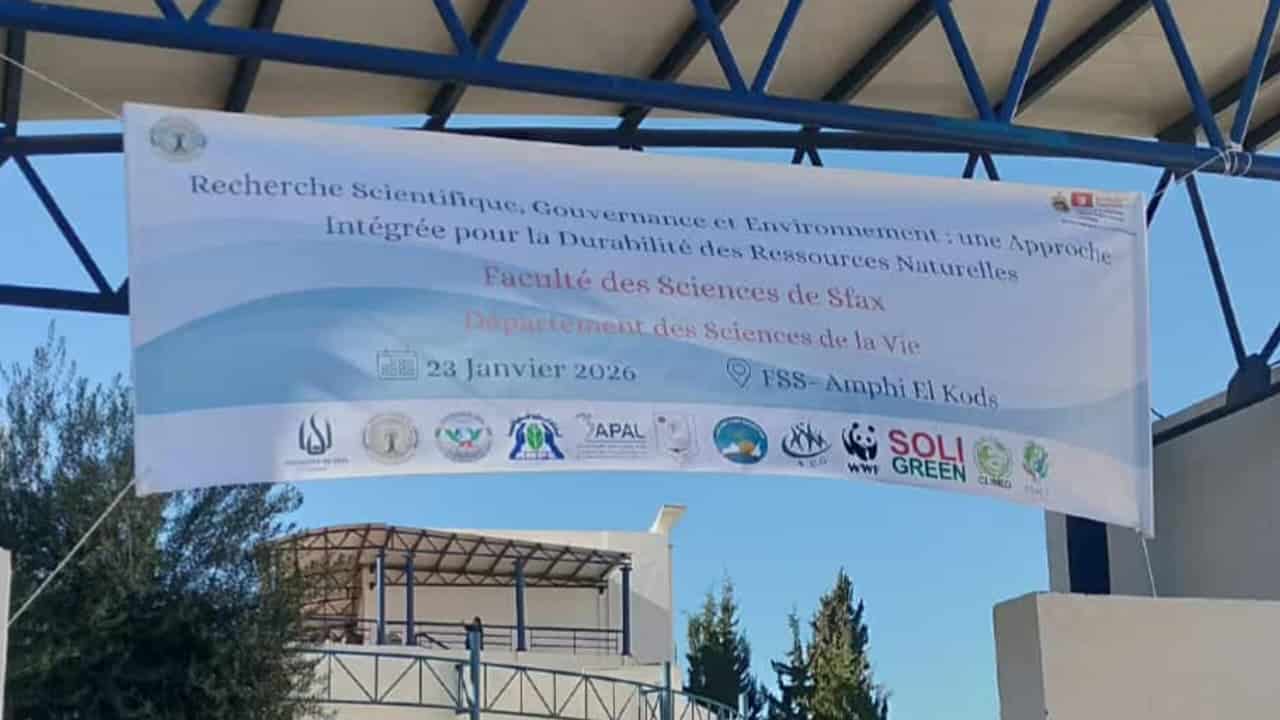 Recherche Scientifique, Gouvernance et Environnement : une Approche
Intégrée pour la Durabilité des Ressources Naturelles
Faculté des Sciences de Sfax
Département des Sciences de la Vie
23 Janvier 2026
FSS- Amphi El Kods
APAL
WWF
SOLI
GREEN